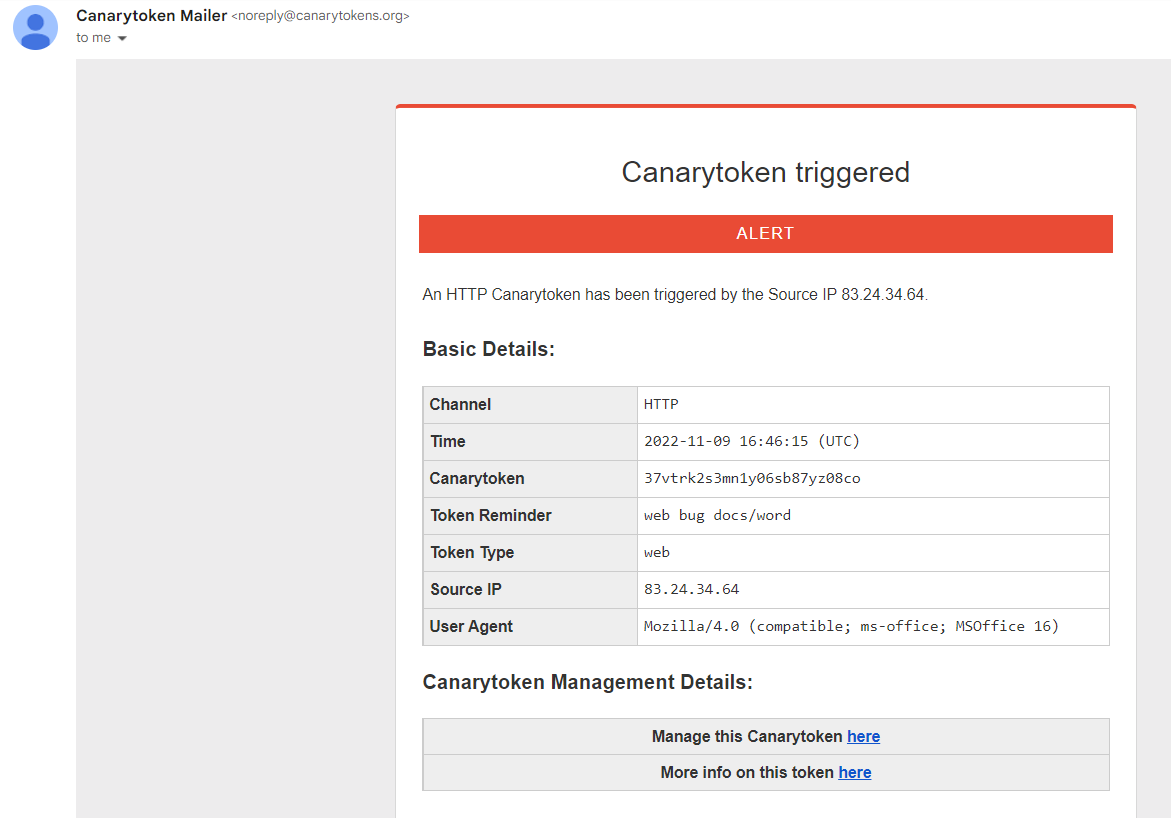 Canarytoken Mailer <noreply@canarytokens.org>
to me
Canarytoken triggered
ALERT
An HTTP Canarytoken has been triggered by the Source IP 83.24.34.64.
Basic Details:
Channel HTTP
Time 2022-11-09 16:46:15 (UTC)
Canarytoken 37vtrk2s3mn1y06sb87yz08co
Token Reminder web bug docs/word
Token Type web
Source IP 83.24.34.64
User Agent Mozilla/4.0 (compatible; ms-office; MSOffice 16)
Canarytoken Management Details:
Manage this Canarytoken here
More info on this token here